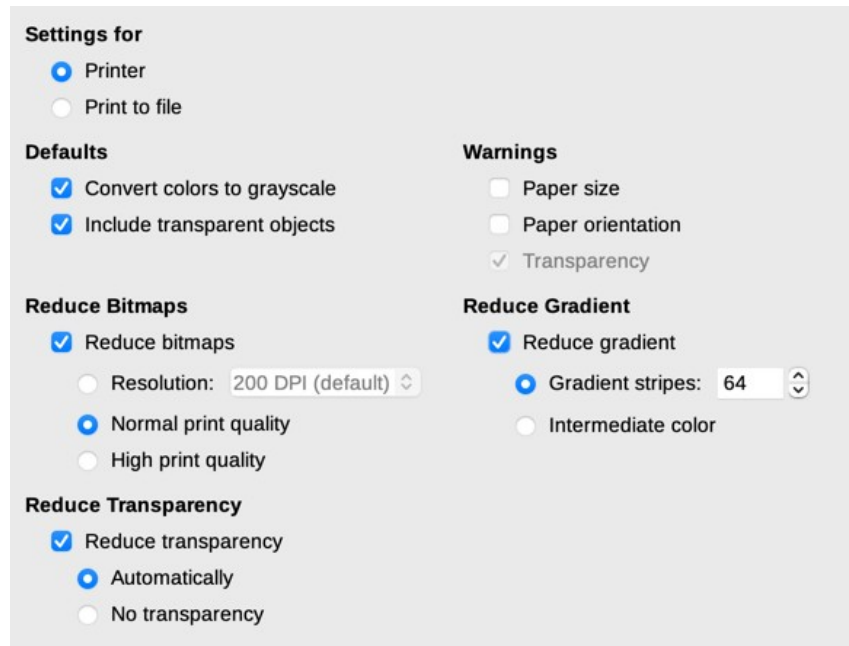 Settings for
Printer
Print to file
Defaults
Convert colors to grayscale
Include transparent objects
Warnings
Paper size
Paper orientation
Transparency
Reduce Bitmaps
Reduce bitmaps
Resolution: 200 DPI (default)
Normal print quality
High print quality
Reduce Gradient
Reduce gradient
Gradient stripes: 64
Intermediate color
Reduce Transparency
Reduce transparency
Automatically
No transparency